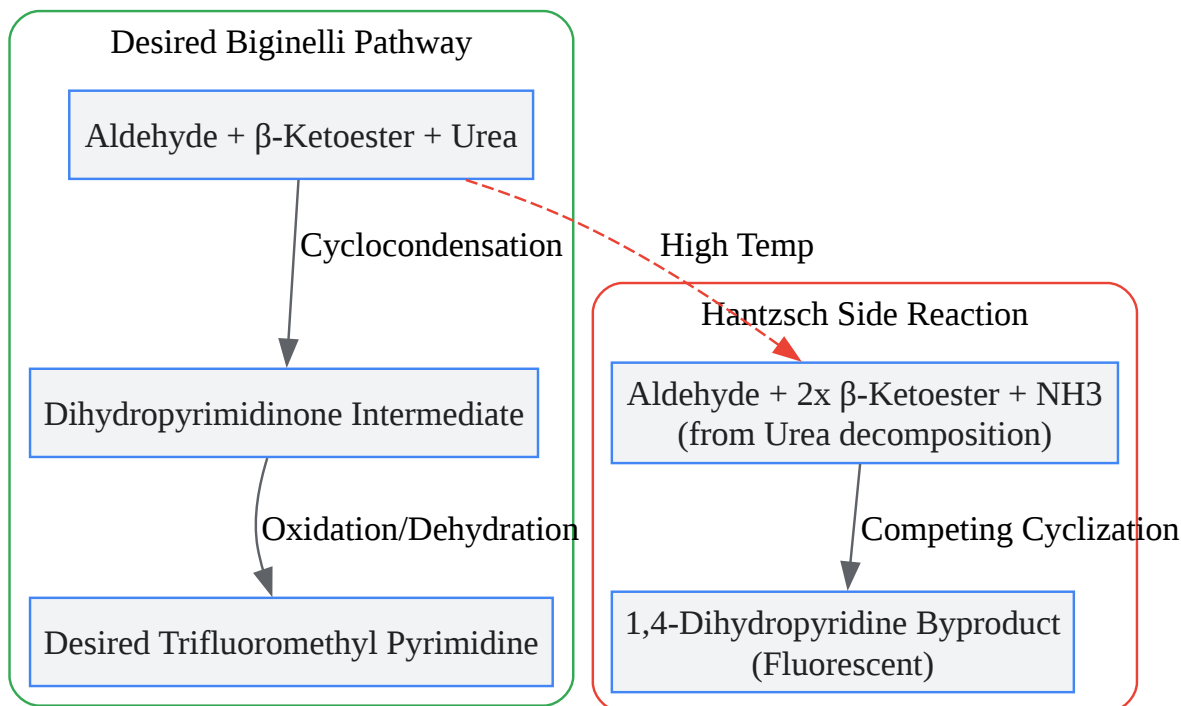 Desired Biginelli Pathway
Aldehyde + β-Ketoester + Urea
Cyclocondensation
High Temp
Hantzsch Side Reaction
Dihydropyrimidinone Intermediate
Aldehyde + 2x β-Ketoester + NH3
(from Urea decomposition)
Oxidation/Dehydration
Competing Cyclization
Desired Trifluoromethyl Pyrimidine
1,4-Dihydropyridine Byproduct
(Fluorescent)